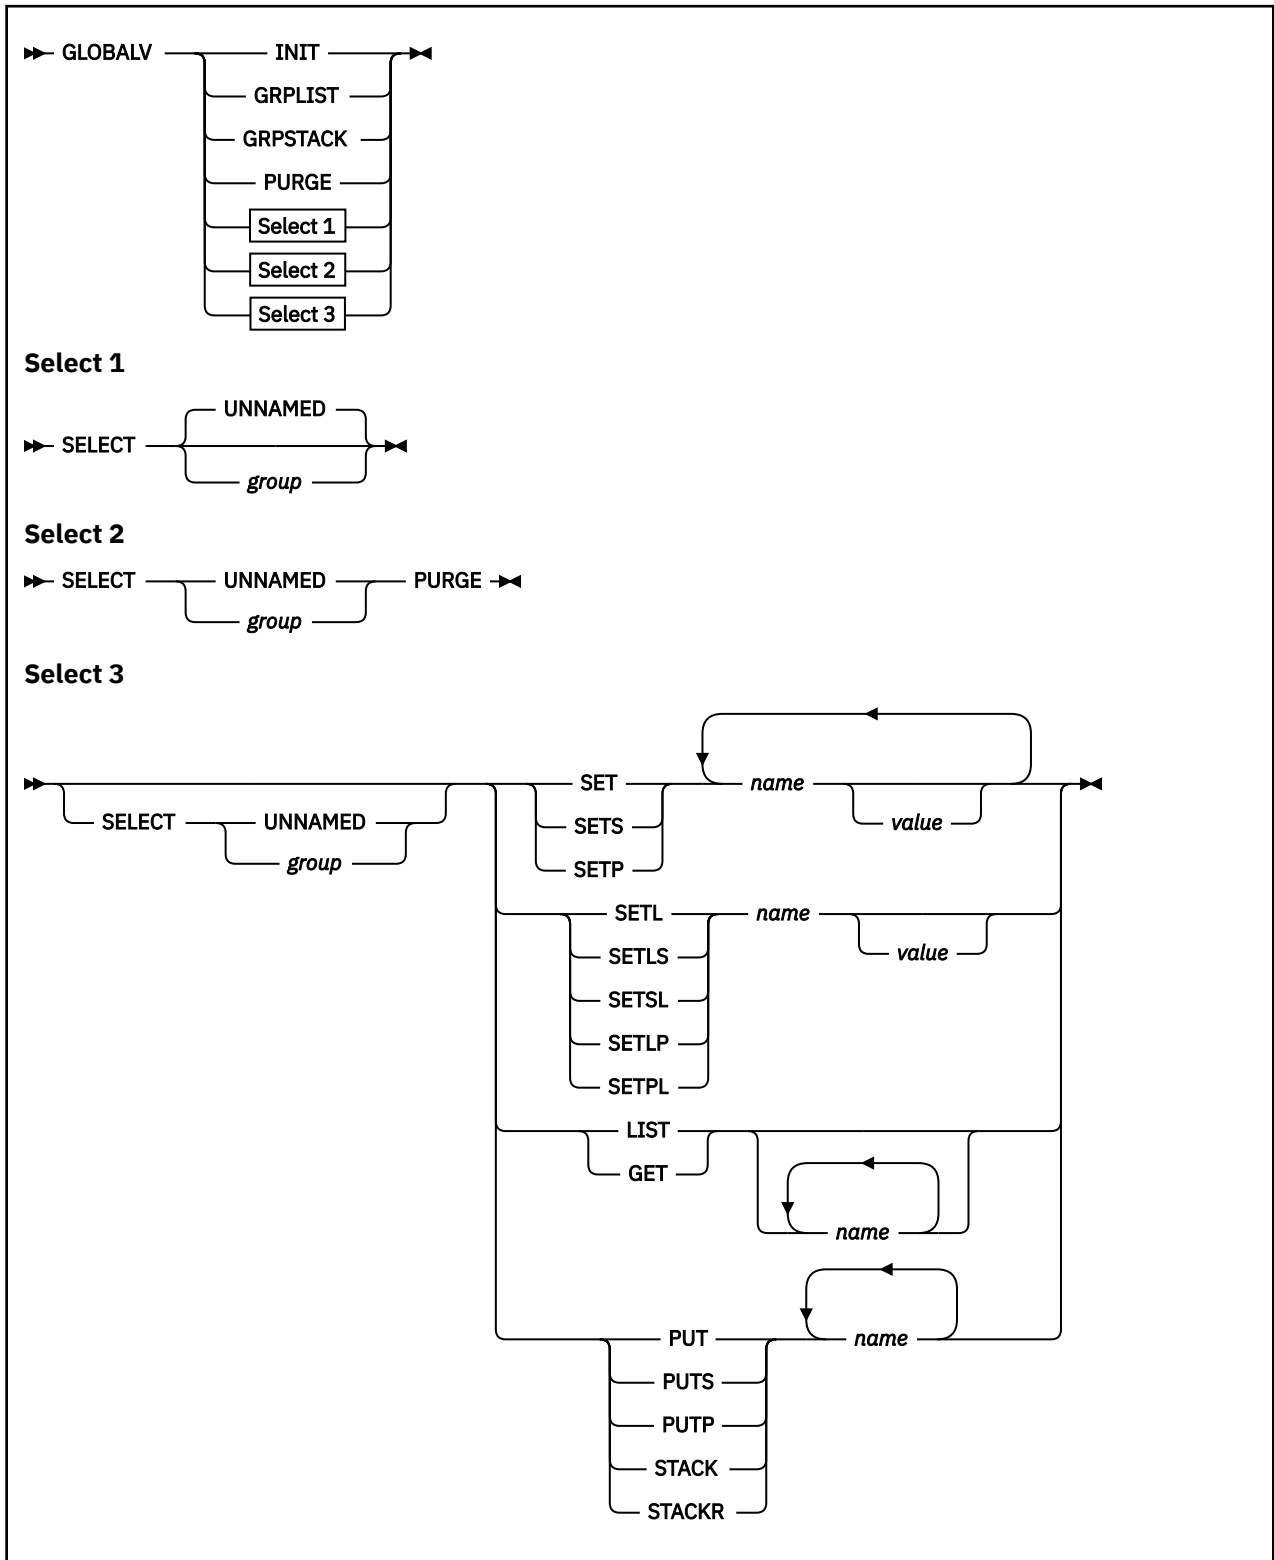 GLOBALV INIT
GRPLIST
GRPSTACK
PURGE
Select 1
Select 2
Select 3
Select 1
UNNAMED
SELECT
group
Select 2
SELECT UNNAMED PURGE
group
Select 3
SET name
SELECT UNNAMED SETS value
group SETP
SETL name
SETLS value
SETSL
SETLP
SETPL
LIST
GET
name
PUT name
PUTS
PUTP
STACK
STACKR